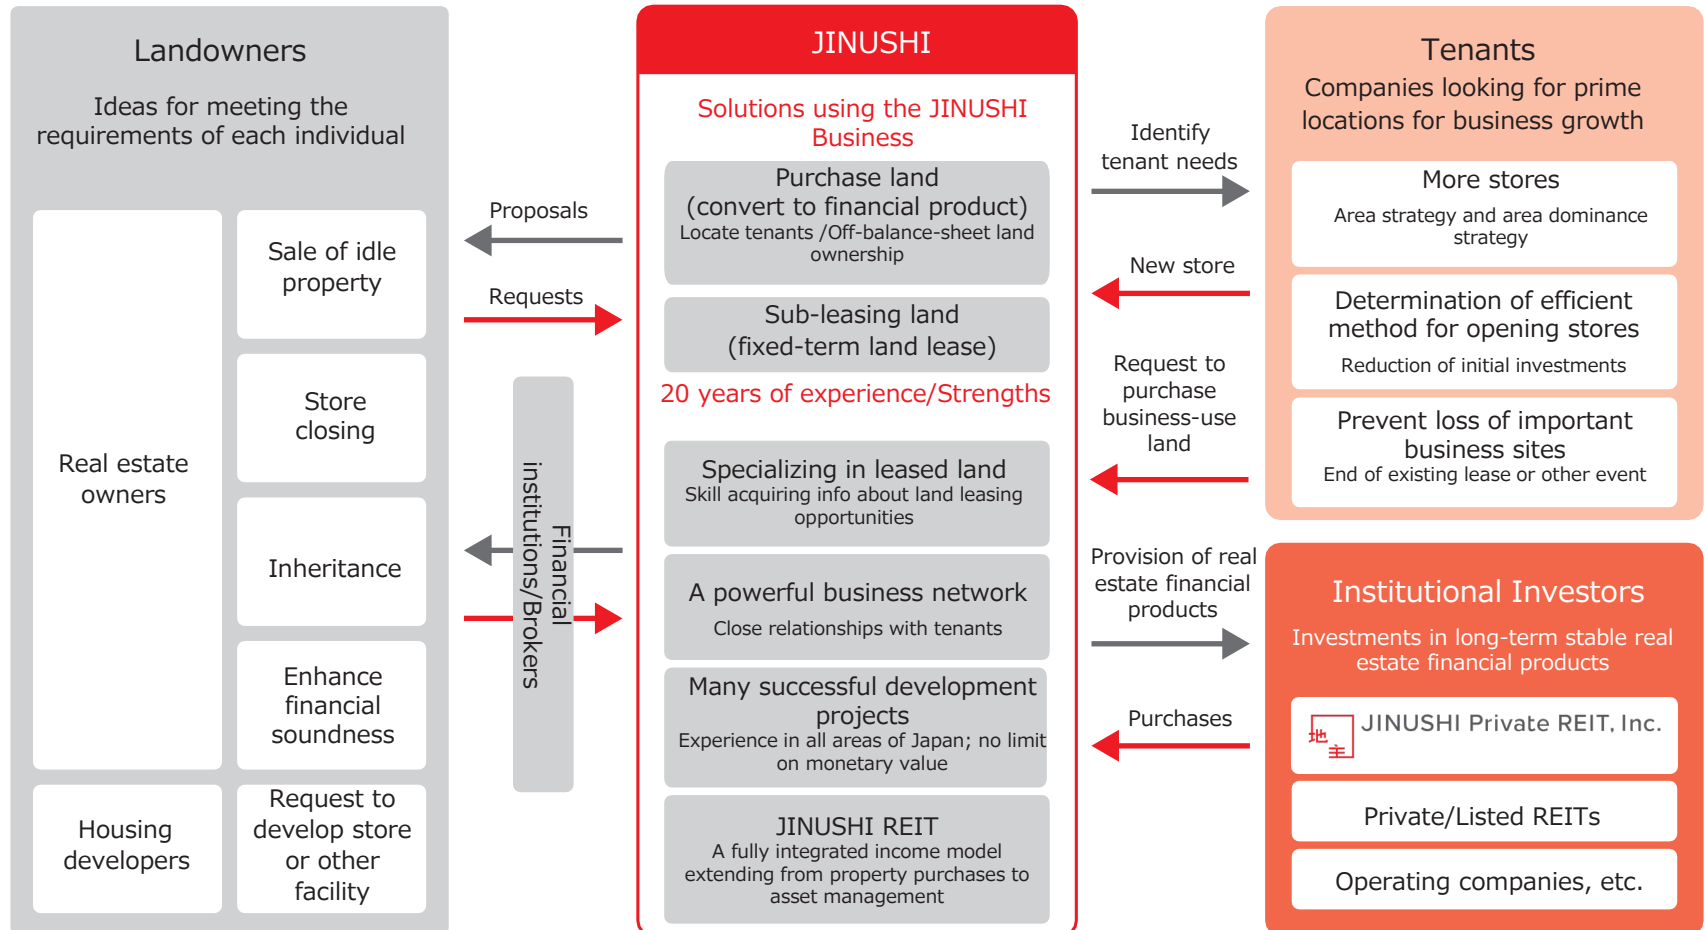 Landowners
Ideas for meeting the
requirements of each individual
Real estate
owners
Sale of idle
property
Store
closing
Inheritance
Enhance
financial
soundness
Housing
developers
Request to
develop store
or other
facility
Proposals
Requests
Financial
institutions/Brokers
JINUSHI
Solutions using the JINUSHI
Business
Purchase land
(convert to financial product)
Locate tenants /Off-balance-sheet land
ownership
Sub-leasing land
(fixed-term land lease)
20 years of experience/Strengths
Specializing in leased land
Skill acquiring info about land leasing
opportunities
A powerful business network
Close relationships with tenants
Many successful development
projects
Experience in all areas of Japan; no limit
on monetary value
JINUSHI REIT
A fully integrated income model
extending from property purchases to
asset management
Identify
tenant needs
New store
Request to
purchase
business-use
land
Provision of real
estate financial
products
Purchases
Tenants
Companies looking for prime
locations for business growth
More stores
Area strategy and area dominance
strategy
Determination of efficient
method for opening stores
Reduction of initial investments
Prevent loss of important
business sites
End of existing lease or other event
Institutional Investors
Investments in long-term stable real
estate financial products
地主
JINUSHI Private REIT, Inc.
Private/Listed REITs
Operating companies, etc.